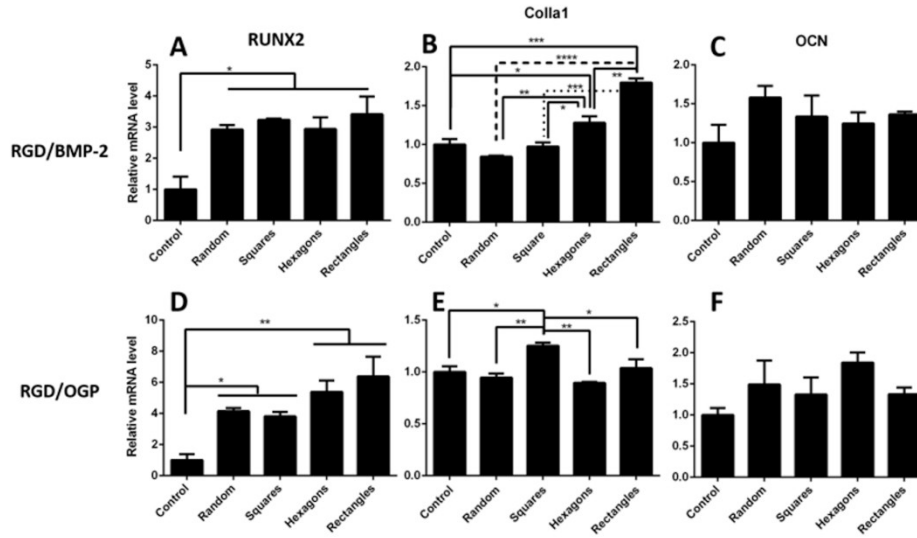 A
RUNX2
Relative mRNA level
5
4
3
2
1
0
*
Control
Random
Squares
Hexagons
Rectangles
B
Colla1
2.0
1.5
1.0
0.5
0.0
***
****
*
**
***
**
*
Control
Random
Square
Hexagones
Rectangles
C
OCN
2.0
1.5
1.0
0.5
0.0
Control
Random
Squares
Hexagons
Rectangles
RGD/BMP-2
D
Relative mRNA level
10
8
6
4
2
0
**
*
Control
Random
Squares
Hexagons
Rectangles
E
1.5
1.0
0.5
0.0
*
*
**
**
Control
Random
Squares
Hexagons
Rectangles
F
2.5
2.0
1.5
1.0
0.5
0.0
Control
Random
Squares
Hexagons
Rectangles
RGD/OGP